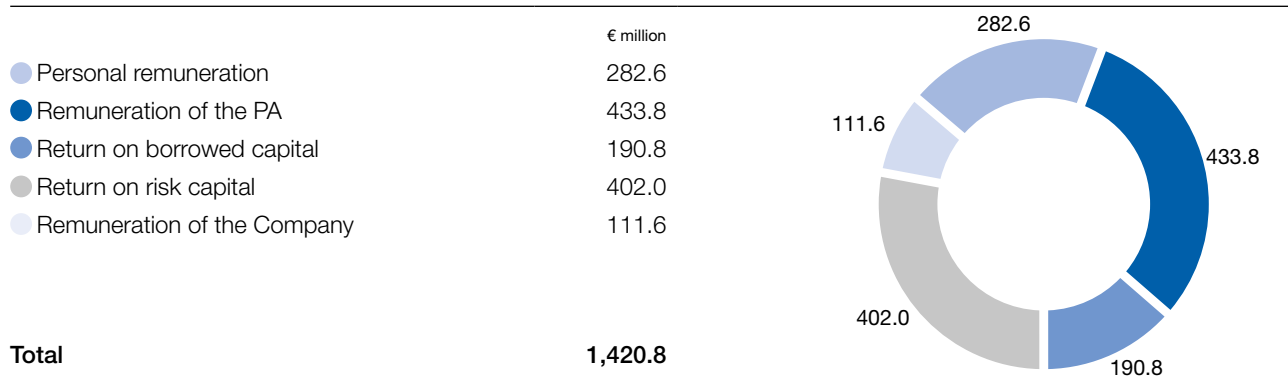 € million
Personal remuneration 282.6
Remuneration of the PA 433.8
Return on borrowed capital 190.8
Return on risk capital 402.0
Remuneration of the Company 111.6
Total 1,420.8
282.6
111.6
433.8
402.0
190.8